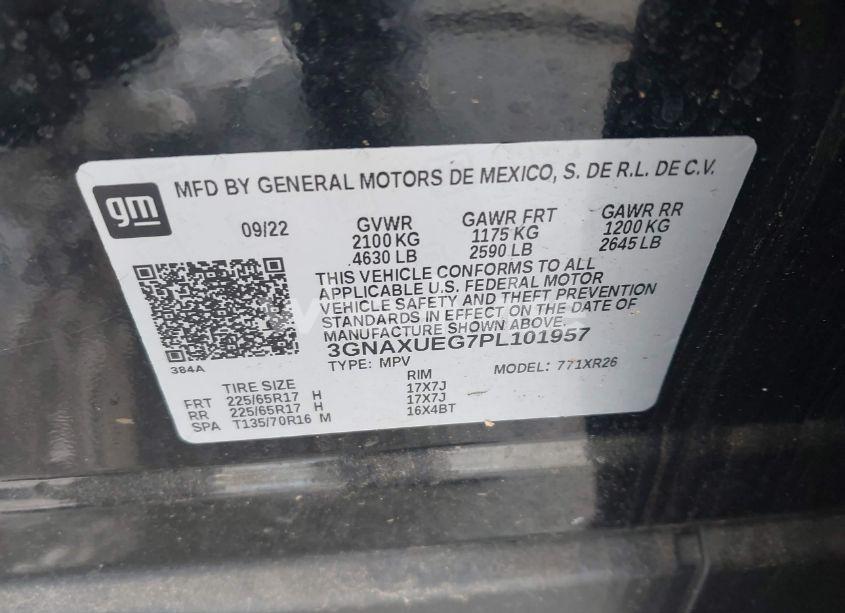 gm
MFD BY GENERAL MOTORS DE MEXICO, S. DE R.L. DE C.V.
09/22 GVWR GAWR FRT GAWR RR
2100 KG 1175 KG 1200 KG
4630 LB 2590 LB 2645 LB
THIS VEHICLE CONFORMS TO ALL
APPLICABLE U.S. FEDERAL MOTOR
VEHICLE SAFETY AND THEFT PREVENTION
STANDARDS IN EFFECT ON THE DATE OF
MANUFACTURE SHOWN ABOVE.
3GNAXUEG7PL101957
384A
TYPE: MPV MODEL: 771XR26
TIRE SIZE RIM
FRT 225/65R17 H 17X7J
RR 225/65R17 H 17X7J
SPA T135/70R16 M 16X4BT